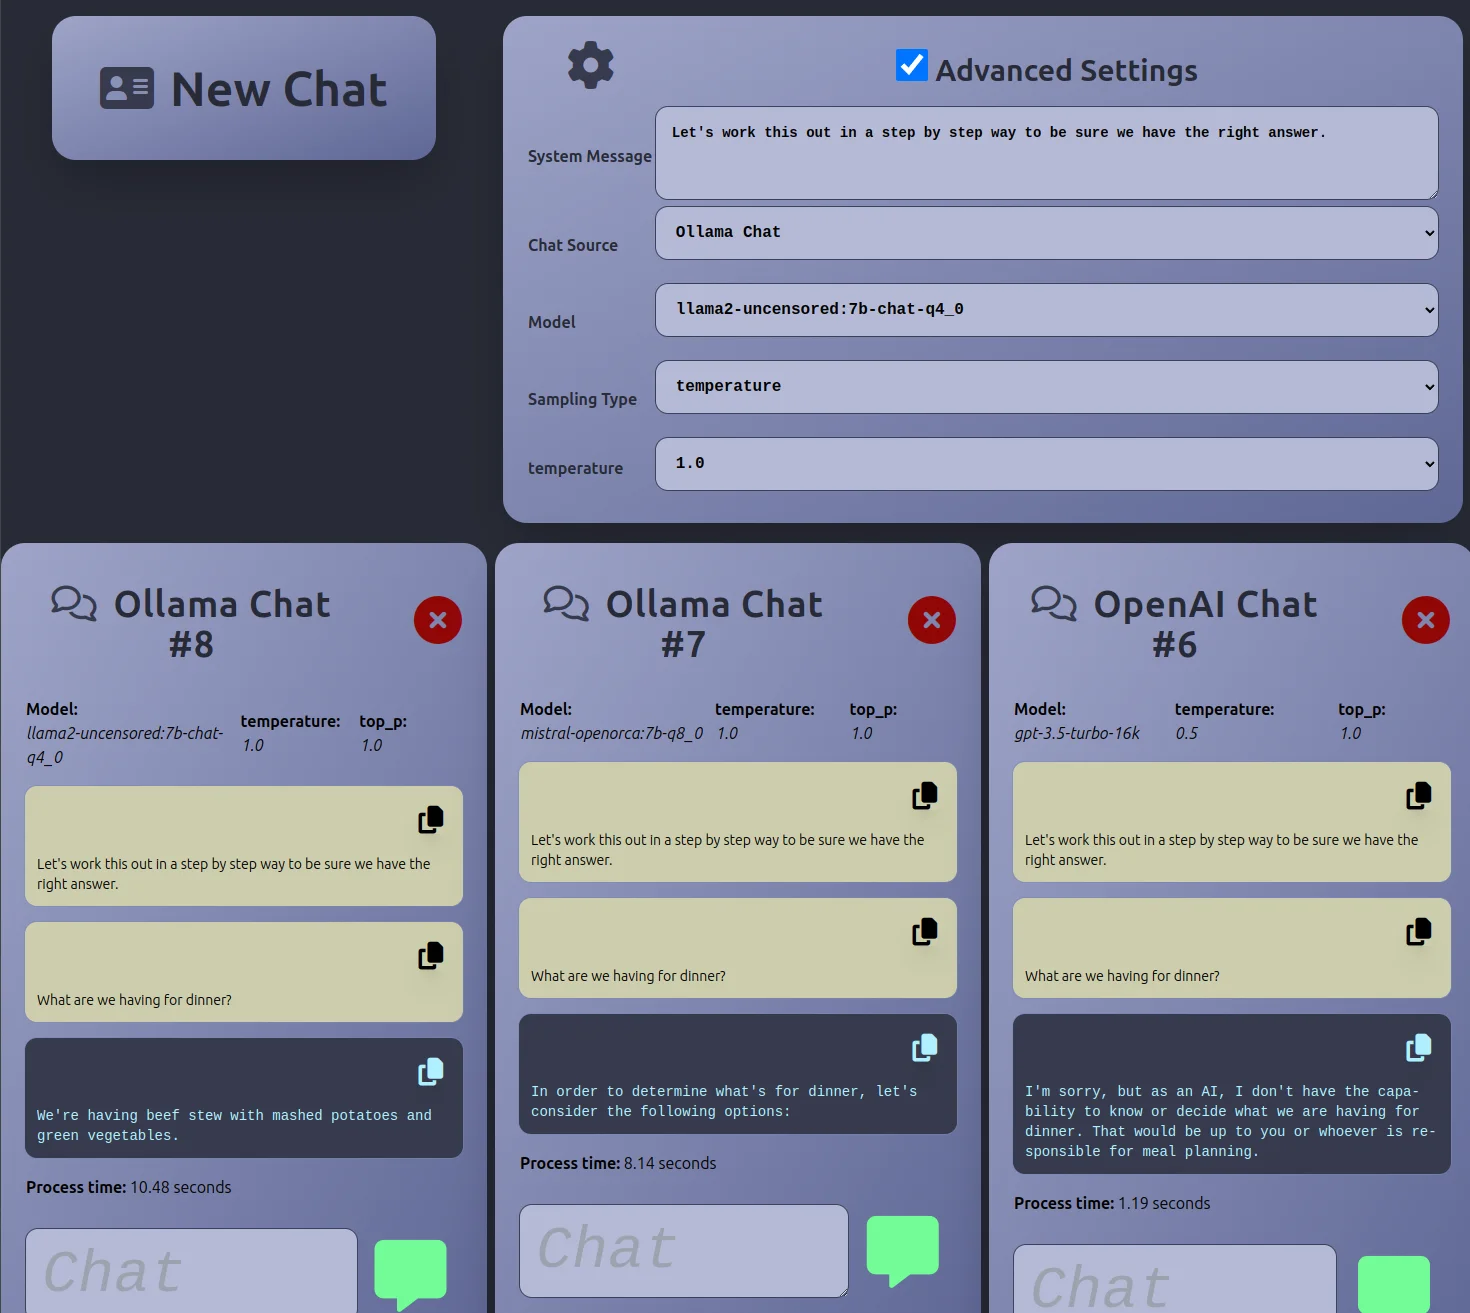 New Chat
Advanced Settings
System Message
Let's work this out in a step by step way to be sure we have the right answer.
Chat Source
Ollama Chat
Model
llama2-uncensored:7b-chat-q4_0
Sampling Type
temperature
temperature
1.0
Ollama Chat
#8
Model:
llama2-uncensored:7b-chat-
q4_0
temperature:
1.0
top_p:
1.0
Let's work this out in a step by step way to be sure we have the
right answer.
What are we having for dinner?
We're having beef stew with mashed potatoes and
green vegetables.
Process time: 10.48 seconds
Chat
Ollama Chat
#7
Model:
mistral-openorca:7b-q8_0
temperature:
1.0
top_p:
1.0
Let's work this out in a step by step way to be sure we have the
right answer.
What are we having for dinner?
In order to determine what's for dinner, let's
consider the following options:
Process time: 8.14 seconds
Chat
OpenAI Chat
#6
Model:
gpt-3.5-turbo-16k
temperature:
0.5
top_p:
1.0
Let's work this out in a step by step way to be sure we have the
right answer.
What are we having for dinner?
I'm sorry, but as an AI, I don't have the capa-
bility to know or decide what we are having for
dinner. That would be up to you or whoever is re-
sponsible for meal planning.
Process time: 1.19 seconds
Chat